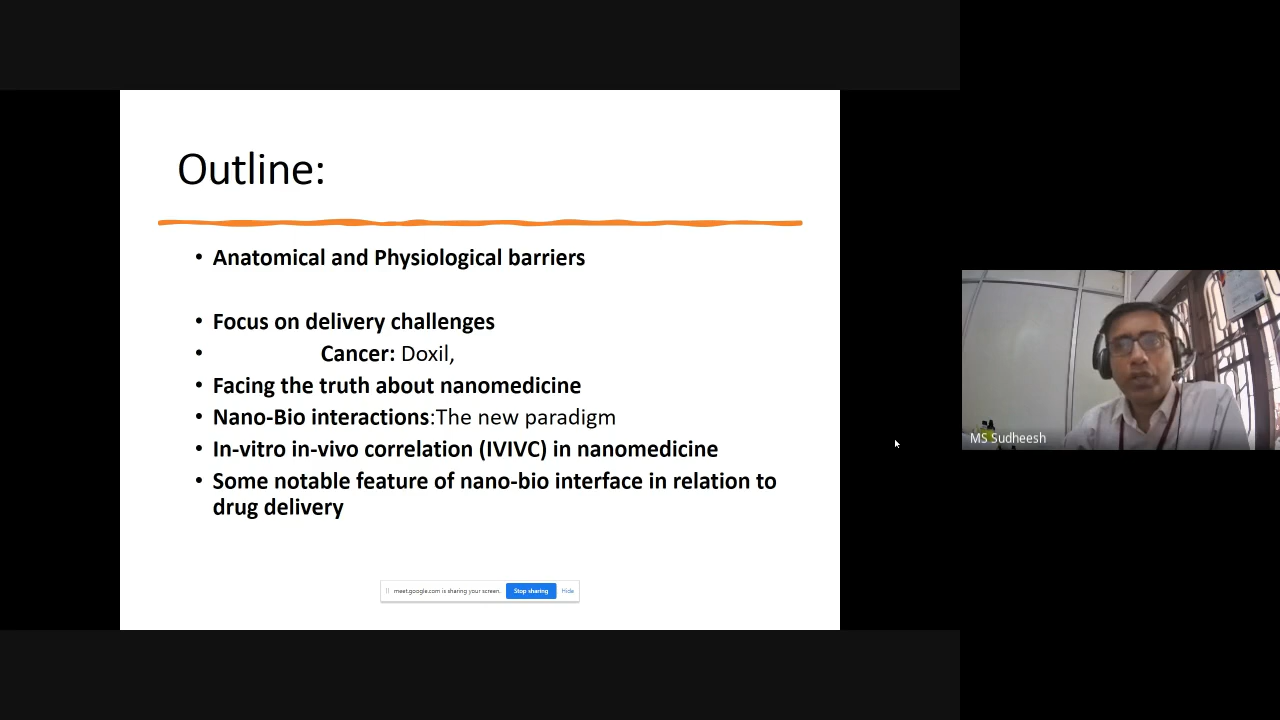 Outline:
• Anatomical and Physiological barriers
• Focus on delivery challenges
• Cancer: Doxil,
• Facing the truth about nanomedicine
• Nano-Bio interactions:The new paradigm
• In-vitro in-vivo correlation (IVIVC) in nanomedicine
• Some notable feature of nano-bio interface in relation to
drug delivery
meet.google.com is sharing your screen. Stop sharing Hide
MS Sudheesh